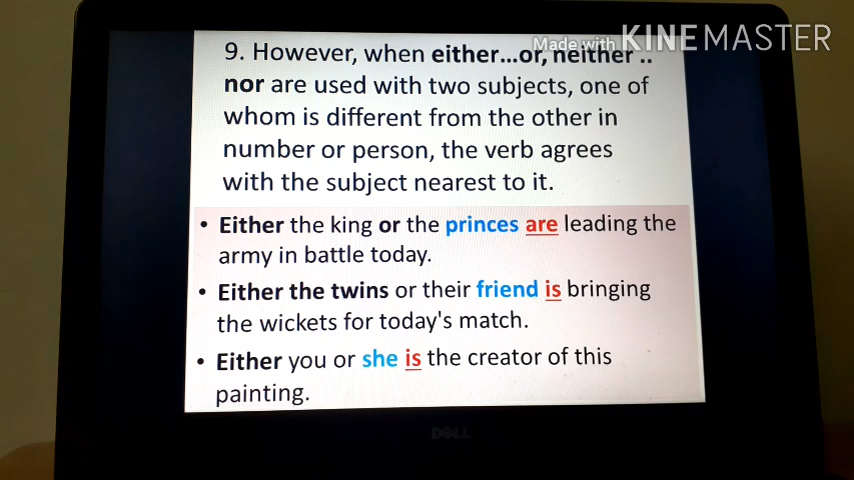 Made with KINEMASTER
9. However, when either...or, neither ..
nor are used with two subjects, one of
whom is different from the other in
number or person, the verb agrees
with the subject nearest to it.
• Either the king or the princes are leading the
army in battle today.
• Either the twins or their friend is bringing
the wickets for today's match.
• Either you or she is the creator of this
painting.
DELL